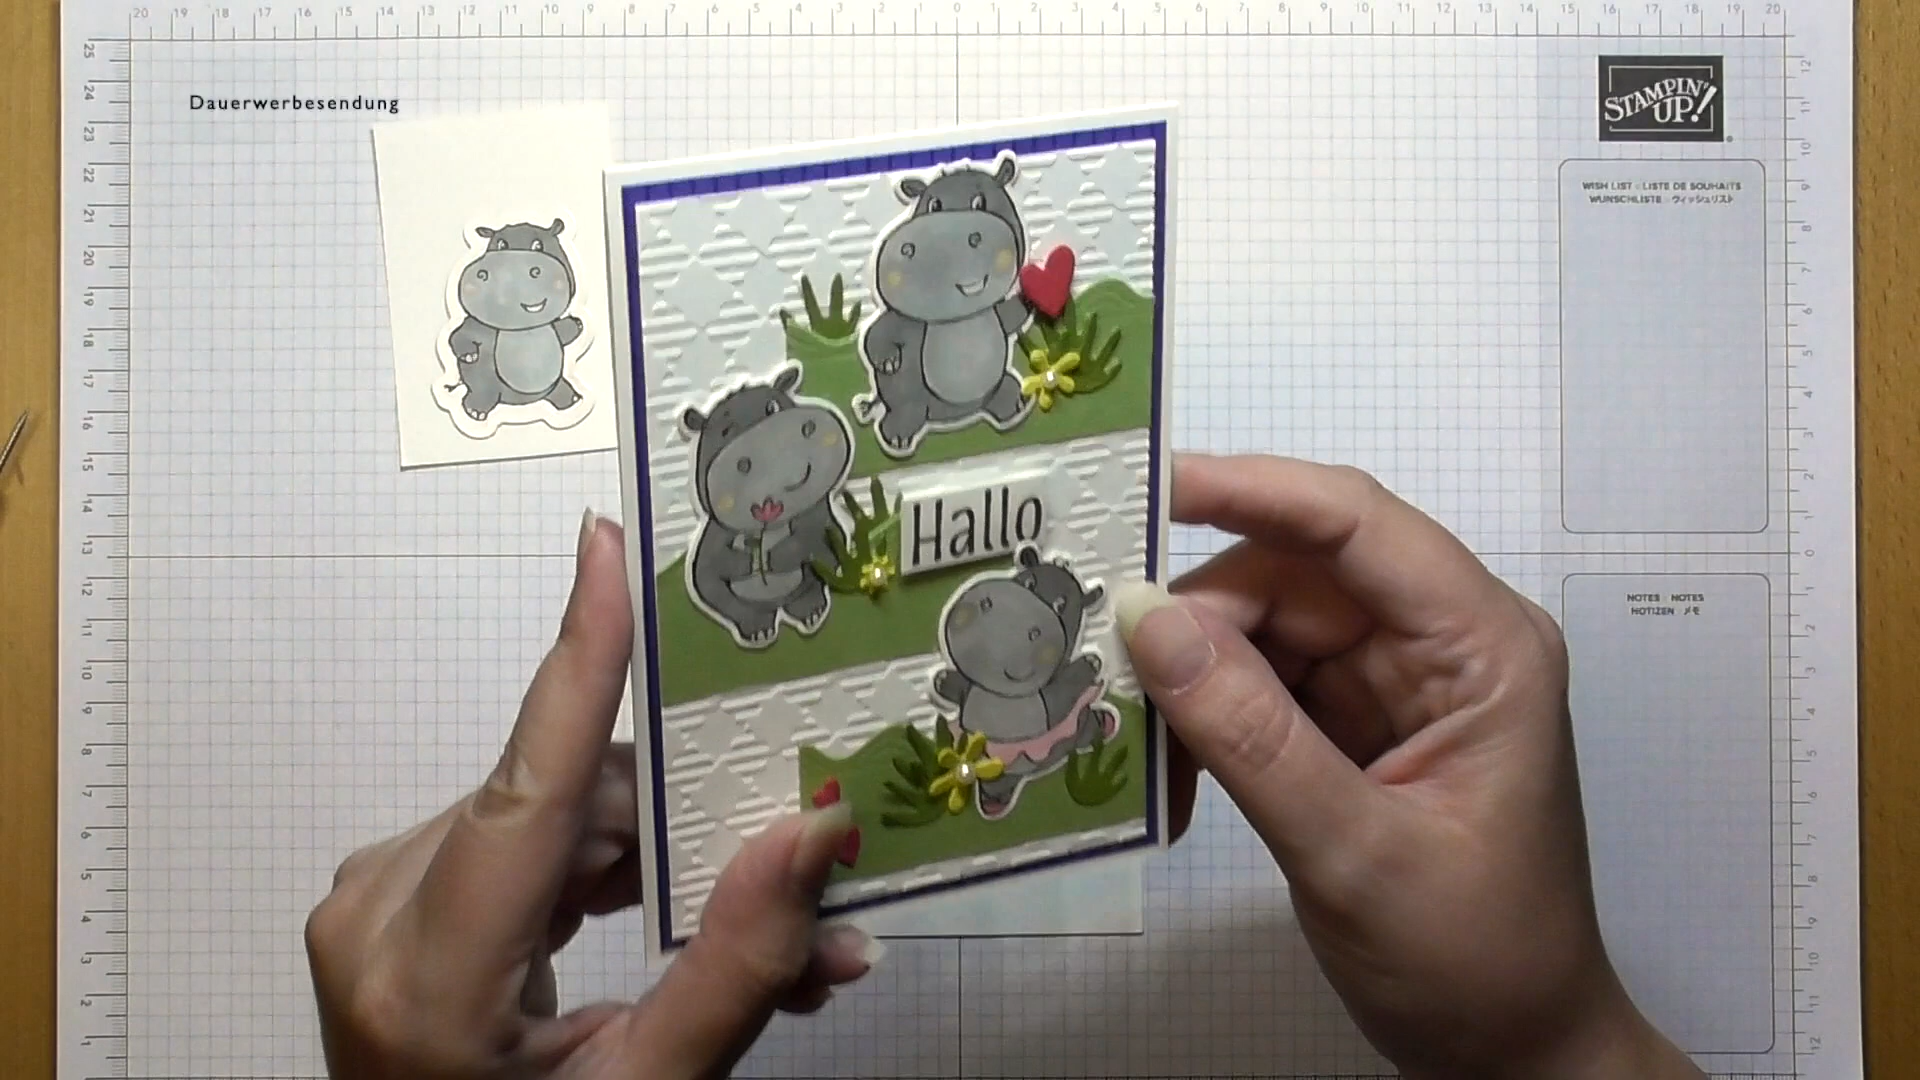 Dauerwerbesendung
STAMPIN' UP!
WISH LIST : LISTE DE SOUHAITS
WUNSCHLISTE : ウィッシュリスト
Hallo
NOTES : NOTES
NOTIZEN : メモ